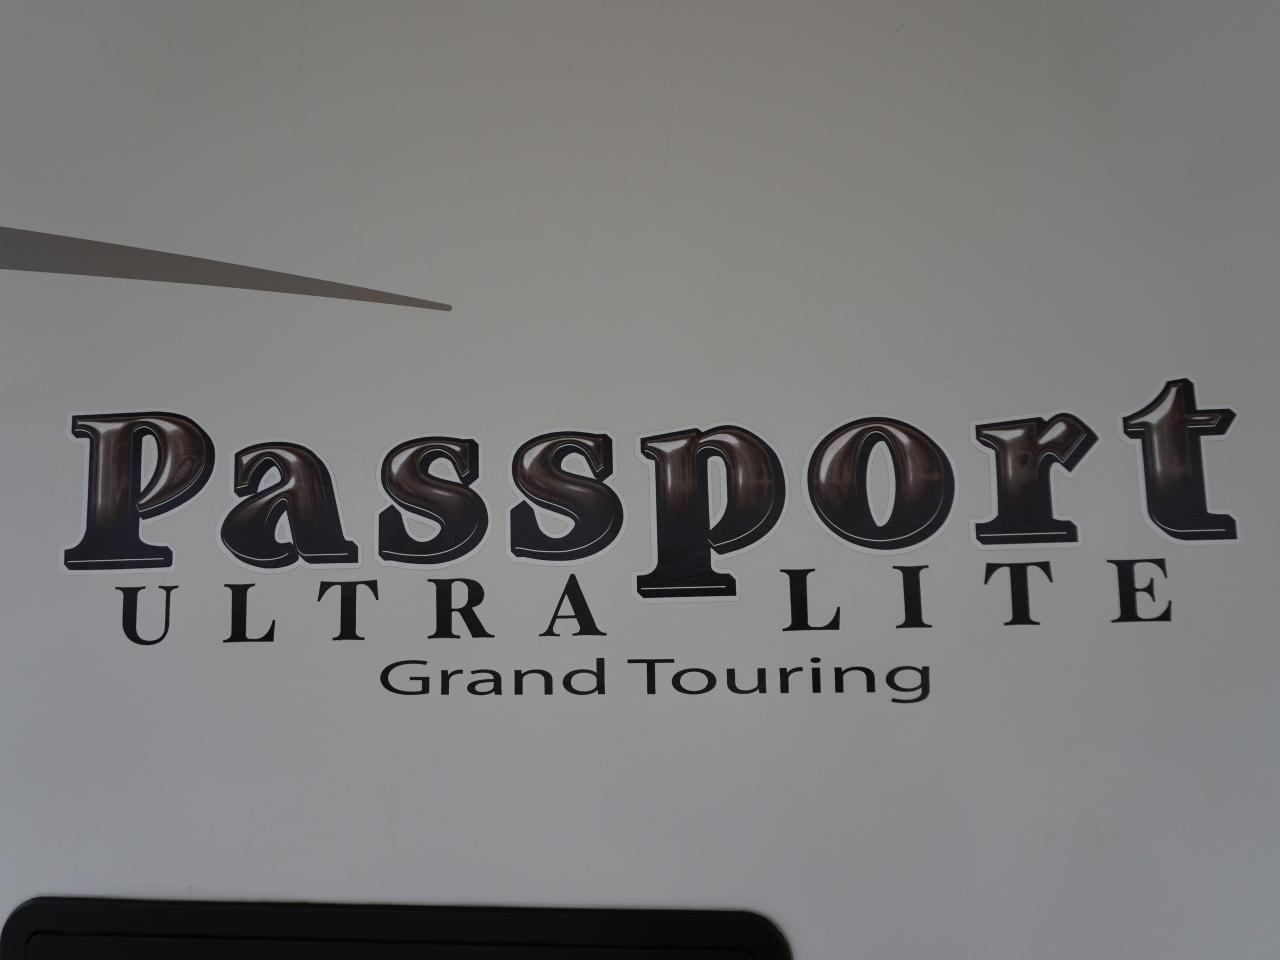 Passport
ULTRA LITE
Grand Touring